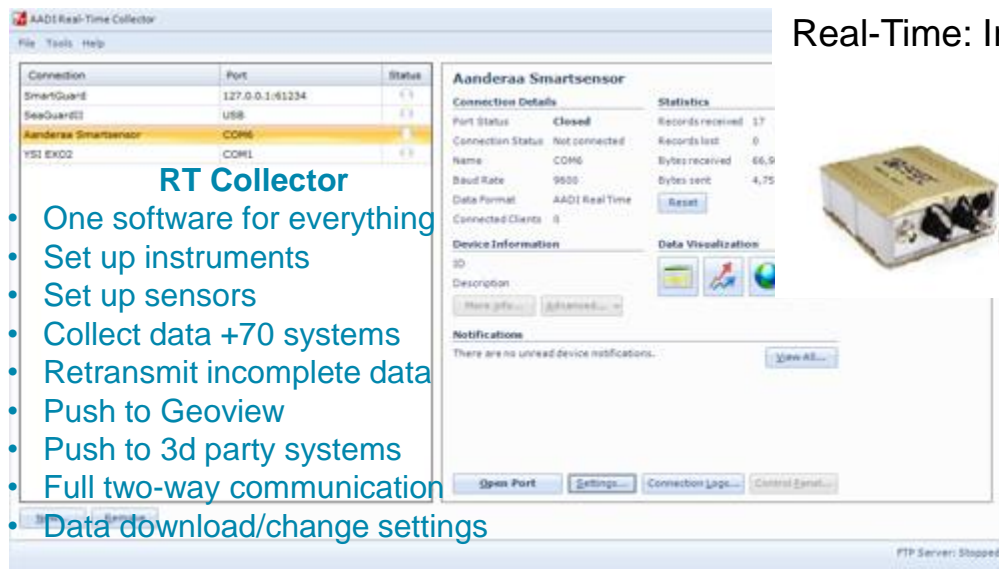 AADI Real-Time Collector
File Tools Help
Real-Time:
Connection Port Status
SmartGuard 127.0.0.1:61234
SeaGuardII USB
Aanderaa Smartsensor COM6
YSI EXO2 COM1
RT Collector
• One software for everything
• Set up instruments
• Set up sensors
• Collect data +70 systems
• Retransmit incomplete data
• Push to Geoview
• Push to 3d party systems
• Full two-way communication
• Data download/change settings
Aanderaa Smartsensor
Connection Details
Port Status Closed
Connection Status Not connected
Name COM6
Baud Rate 9600
Data Format AADI Real Time
Connected Clients 0
Statistics
Records received 17
Records lost 0
Bytes received 66,9
Bytes sent 4,75
Reset
Device Information
ID
Description
More info... Advanced...
Data Visualization
Notifications
There are no unread device notifications.
View All...
Open Port Settings... Connection Logs... Control Panel...
Remove
FTP Server: Stopped